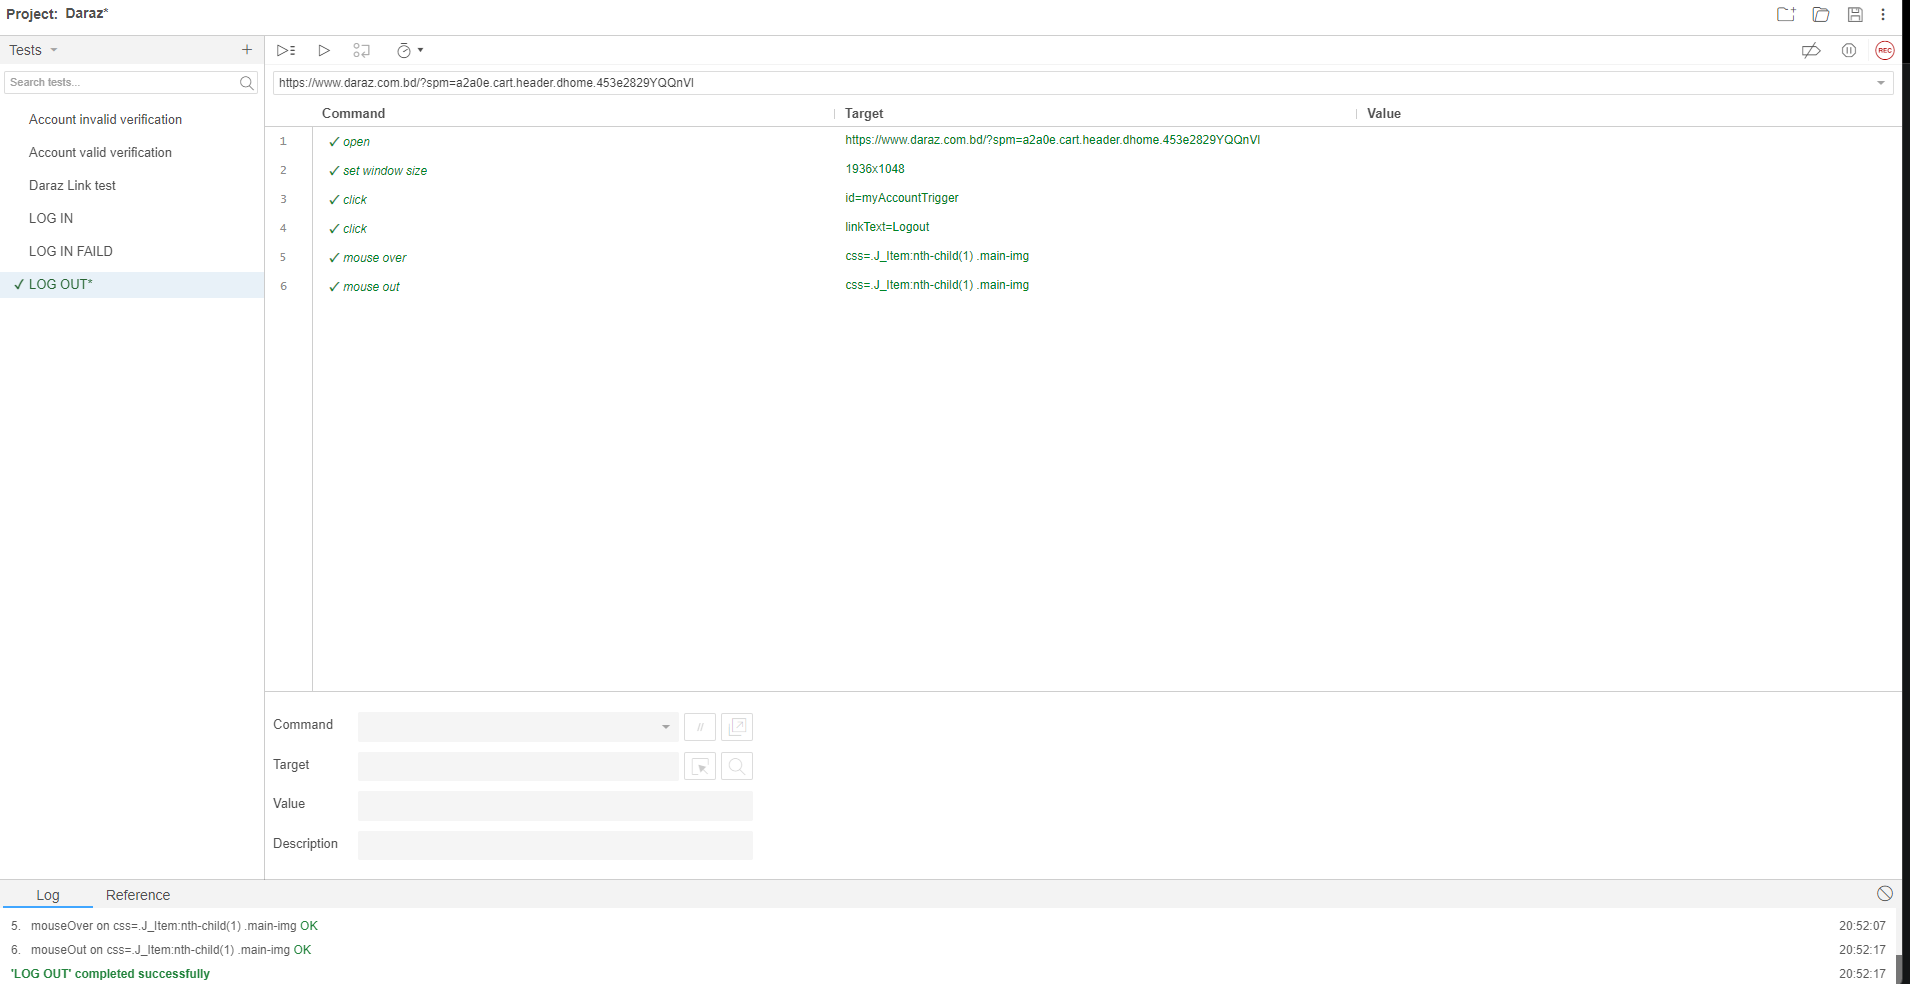 Project: Daraz*
Tests
Search tests...
Account invalid verification
Account valid verification
Daraz Link test
LOG IN
LOG IN FAILD
✓ LOG OUT*
REC
https://www.daraz.com.bd/?spm=a2a0e.cart.header.dhome.453e2829YQQnVl
Command Target Value
1 ✓ open https://www.daraz.com.bd/?spm=a2a0e.cart.header.dhome.453e2829YQQnVl
2 ✓ set window size 1936x1048
3 ✓ click id=myAccountTrigger
4 ✓ click linkText=Logout
5 ✓ mouse over css=.J_Item:nth-child(1) .main-img
6 ✓ mouse out css=.J_Item:nth-child(1) .main-img
Command //
Target
Value
Description
Log Reference
5. mouseOver on css=.J_Item:nth-child(1) .main-img OK 20:52:07
6. mouseOut on css=.J_Item:nth-child(1) .main-img OK 20:52:17
'LOG OUT' completed successfully 20:52:17